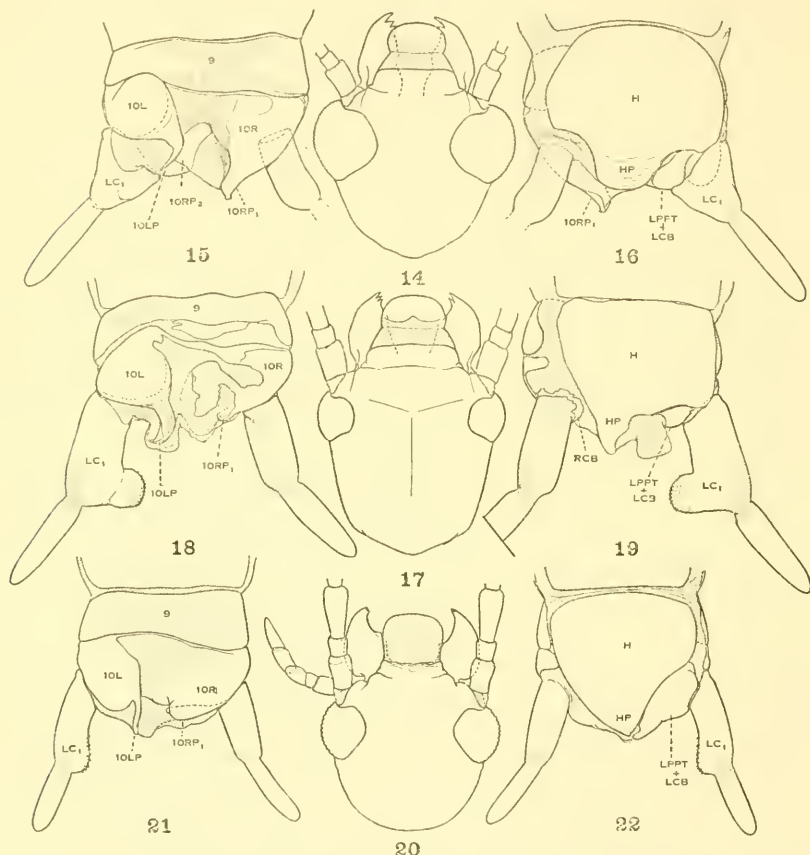 9
10L
10R
LC₁
10LP
10RP₂
10RP₁
15
14
H
HP
10RP₁
LPPT
+
LCB
LC₁
16
9
10L
10R
LC₁
10LP
10RP₁
18
17
H
HP
RCB
LPPT
+
LCB
LC₁
19
9
10L
10R
LC₁
10LP
10RP₁
21
20
H
HP
LPPT
+
LCB
LC₁
22